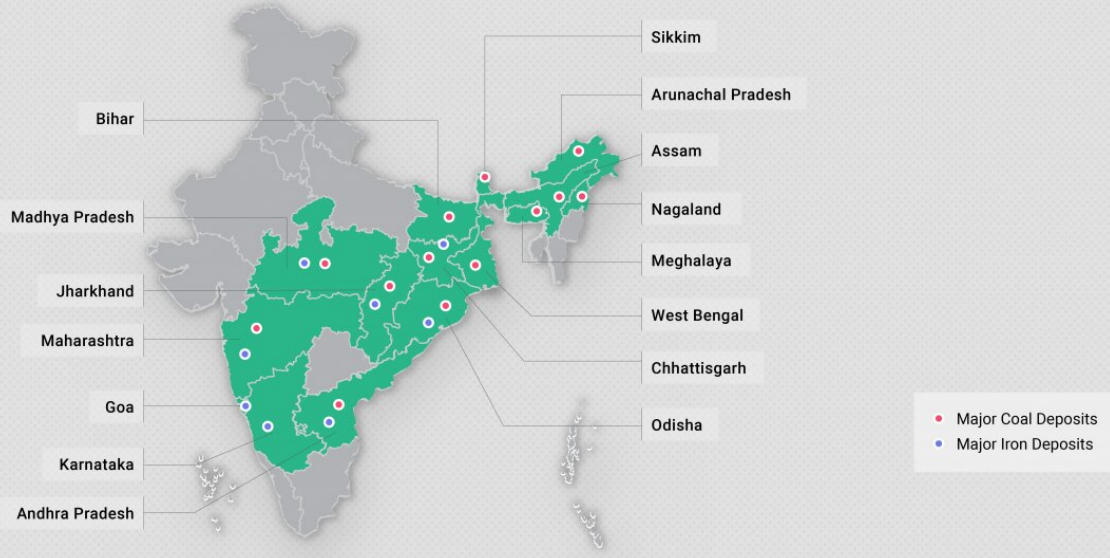 Sikkim
Arunachal Pradesh
Bihar
Assam
Nagaland
Madhya Pradesh
Meghalaya
Jharkhand
West Bengal
Maharashtra
Chhattisgarh
Goa
Odisha
Major Coal Deposits
Major Iron Deposits
Karnataka
Andhra Pradesh